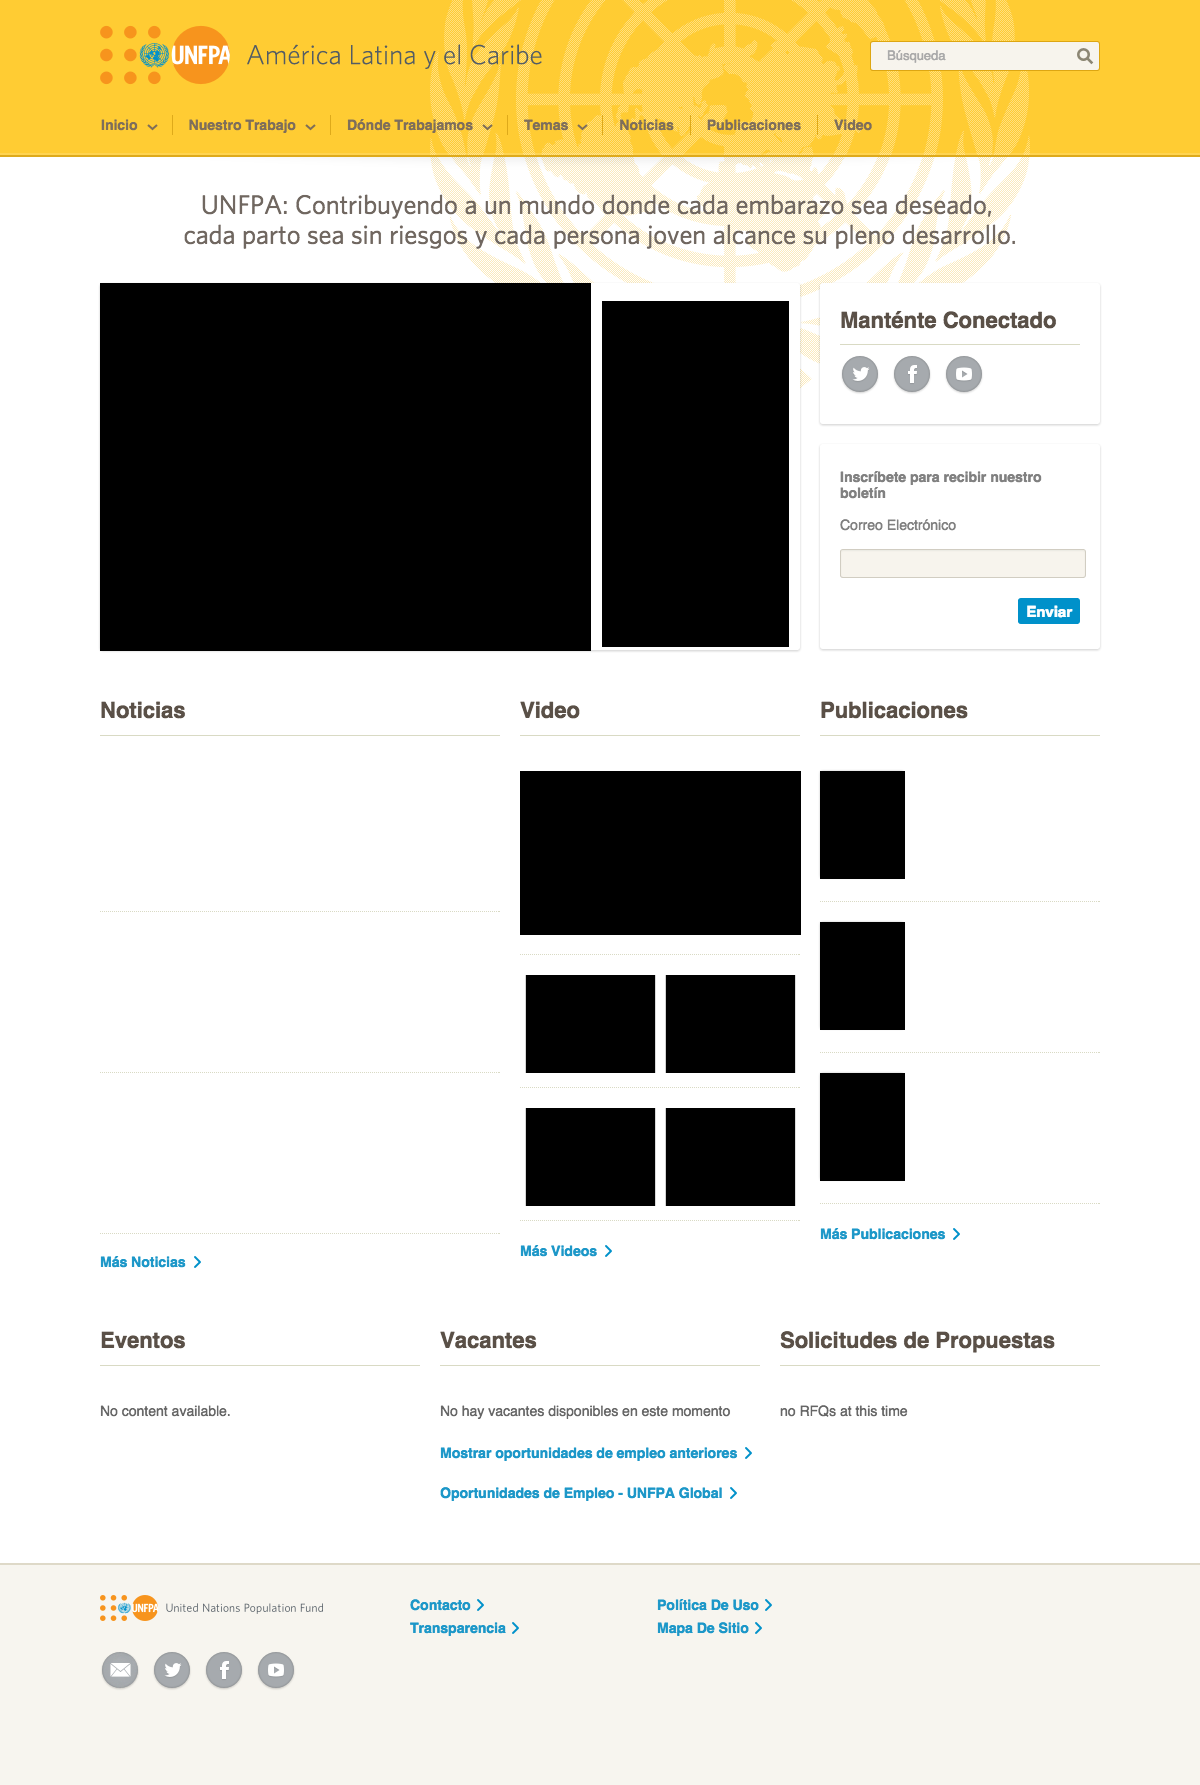 UNFPA América Latina y el Caribe
Búsqueda
Inicio Nuestro Trabajo Dónde Trabajamos Temas Noticias Publicaciones Video
UNFPA: Contribuyendo a un mundo donde cada embarazo sea deseado,
cada parto sea sin riesgos y cada persona joven alcance su pleno desarrollo.
Manténte Conectado
Inscríbete para recibir nuestro
boletín
Correo Electrónico
Enviar
Noticias
Más Noticias
Video
Más Videos
Publicaciones
Más Publicaciones
Eventos
No content available.
Vacantes
No hay vacantes disponibles en este momento
Mostrar oportunidades de empleo anteriores
Oportunidades de Empleo - UNFPA Global
Solicitudes de Propuestas
no RFQs at this time
UNFPA United Nations Population Fund
Contacto
Transparencia
Política De Uso
Mapa De Sitio